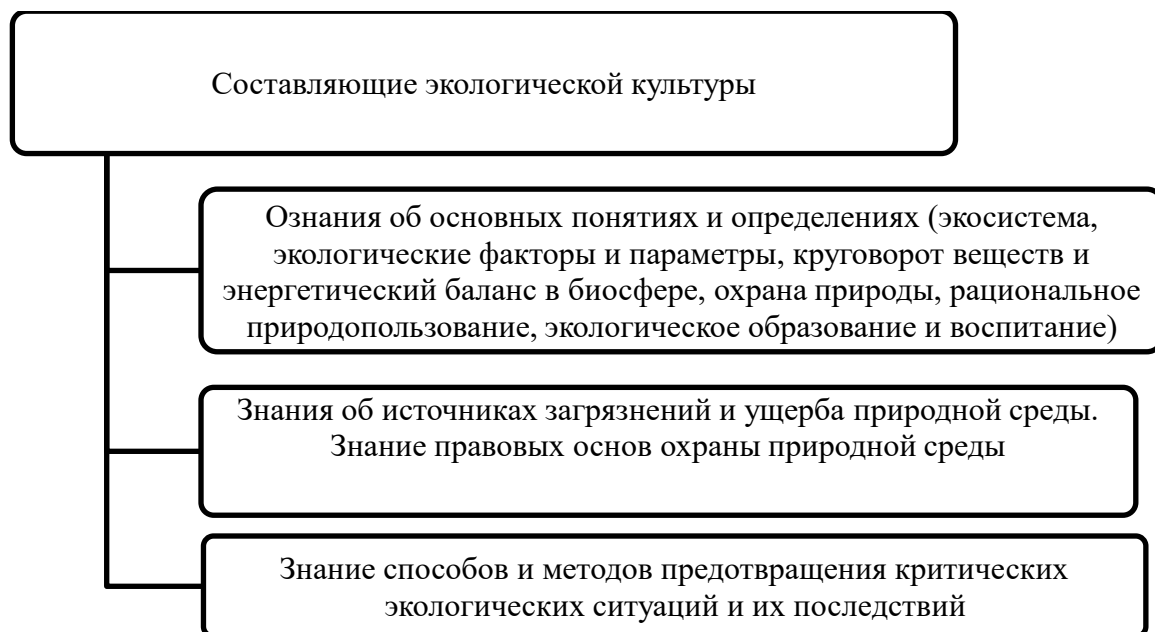 Составляющие экологической культуры
Ознания об основных понятиях и определениях (экосистема,
экологические факторы и параметры, круговорот веществ и
энергетический баланс в биосфере, охрана природы, рациональное
природопользование, экологическое образование и воспитание)
Знания об источниках загрязнений и ущерба природной среды.
Знание правовых основ охраны природной среды
Знание способов и методов предотвращения критических
экологических ситуаций и их последствий